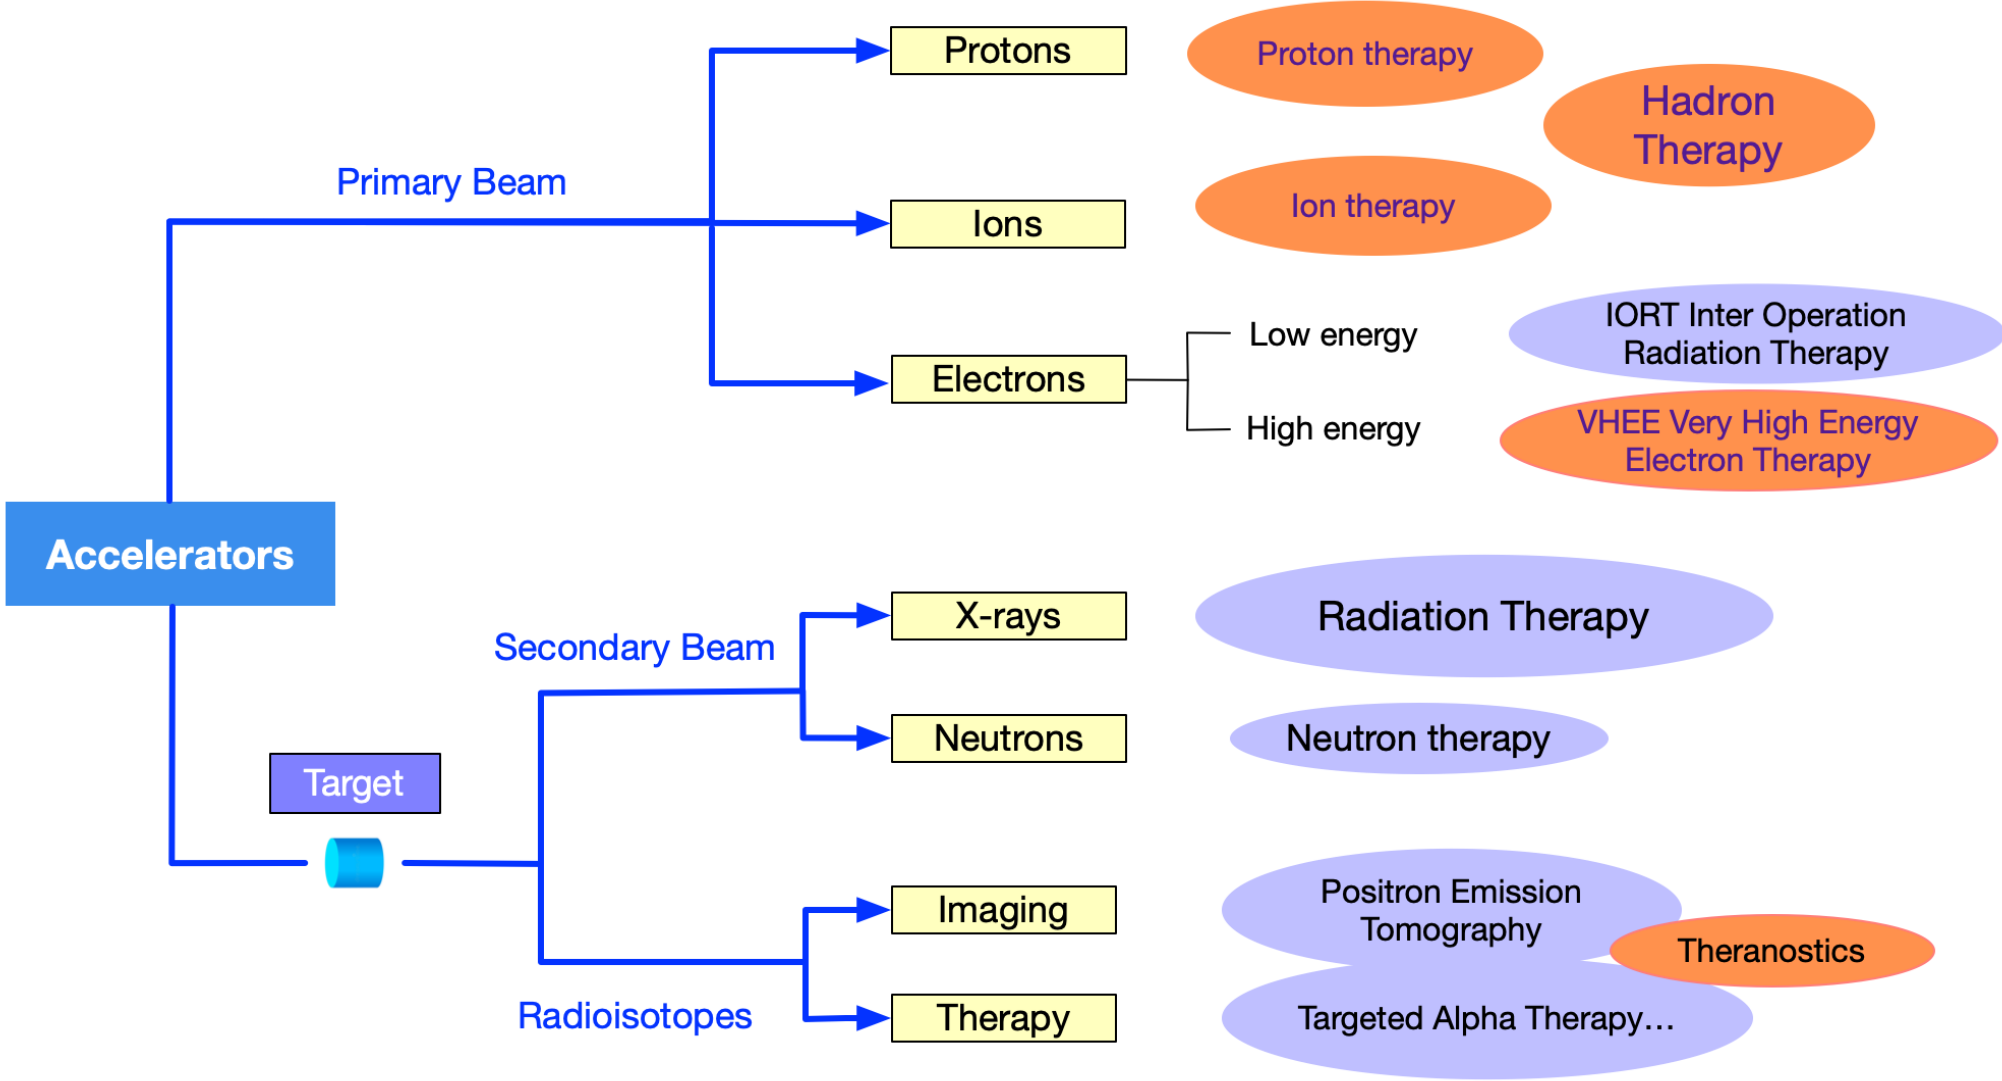 Protons
Proton therapy
Hadron
Therapy
Primary Beam
Ions
Ion therapy
Electrons
Low energy
IORT Inter Operation
Radiation Therapy
High energy
VHEE Very High Energy
Electron Therapy
Accelerators
X-rays
Radiation Therapy
Secondary Beam
Neutrons
Neutron therapy
Target
Imaging
Positron Emission
Tomography
Theranostics
Radioisotopes
Therapy
Targeted Alpha Therapy...